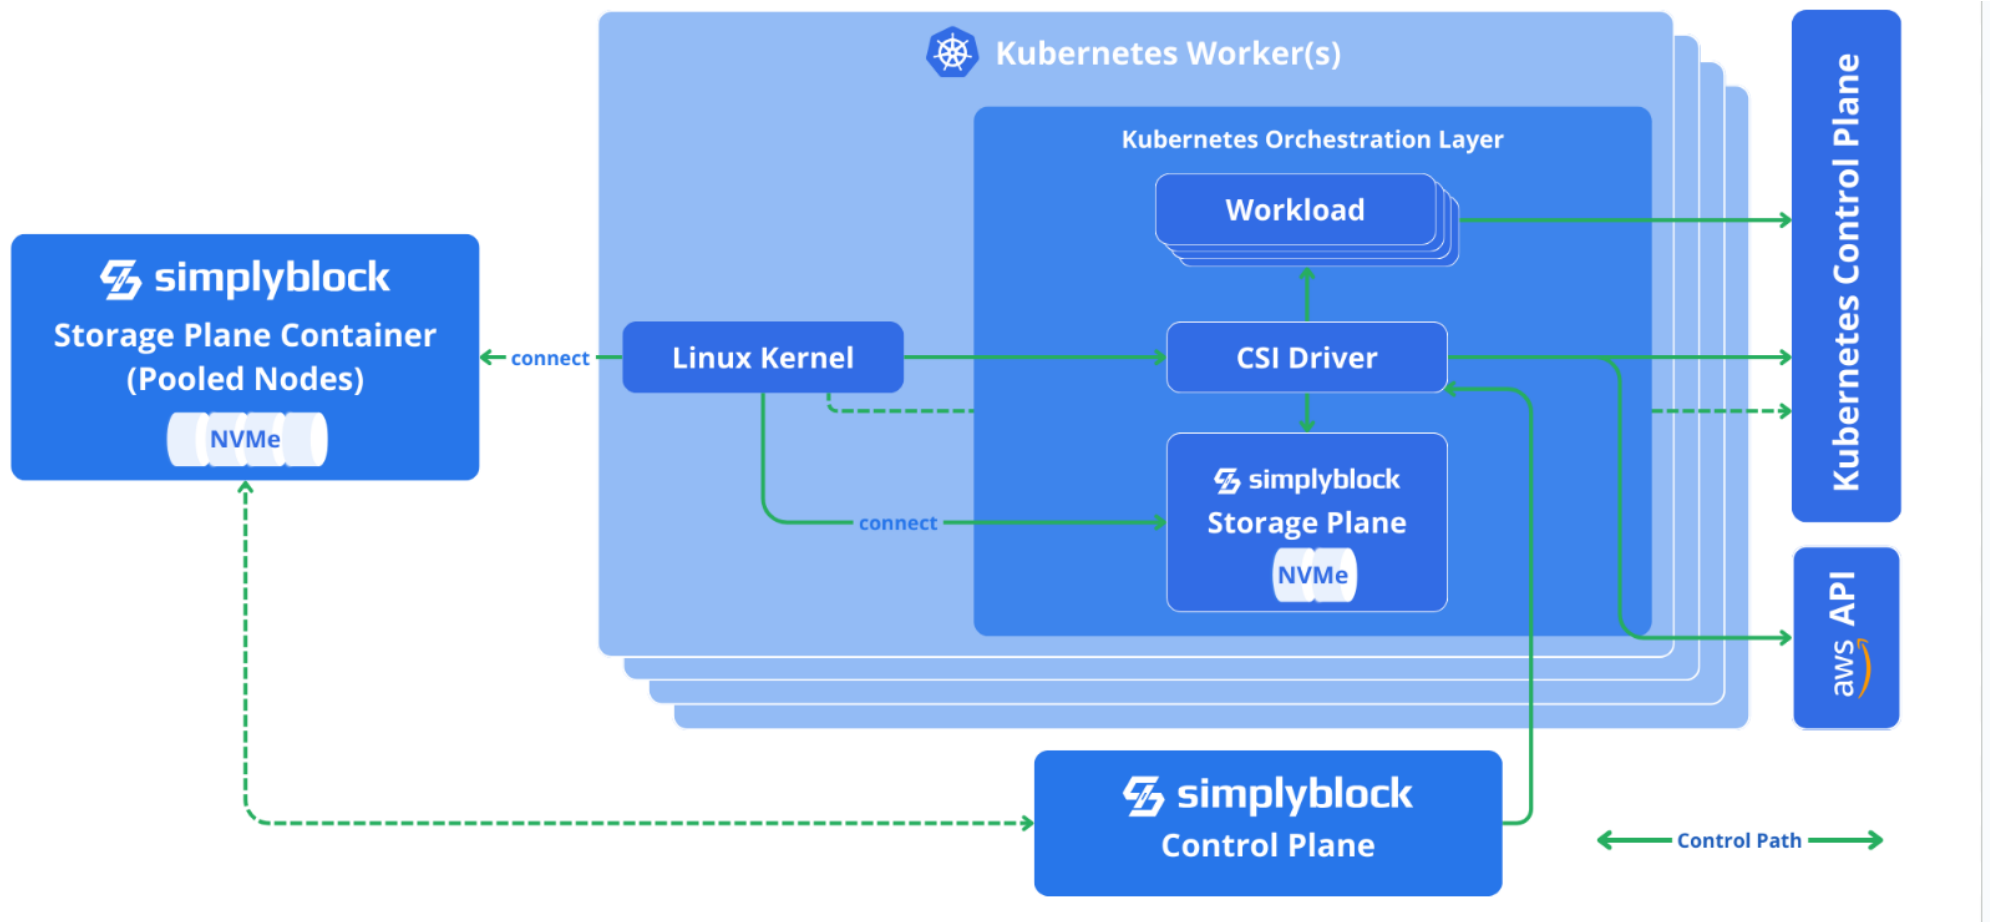 Kubernetes Worker(s)
Kubernetes Orchestration Layer
Workload
simplyblock
Storage Plane Container
(Pooled Nodes)
NVMe
connect
Linux Kernel
CSI Driver
connect
simplyblock
Storage Plane
NVMe
Kubernetes Control Plane
aws API
simplyblock
Control Plane
Control Path